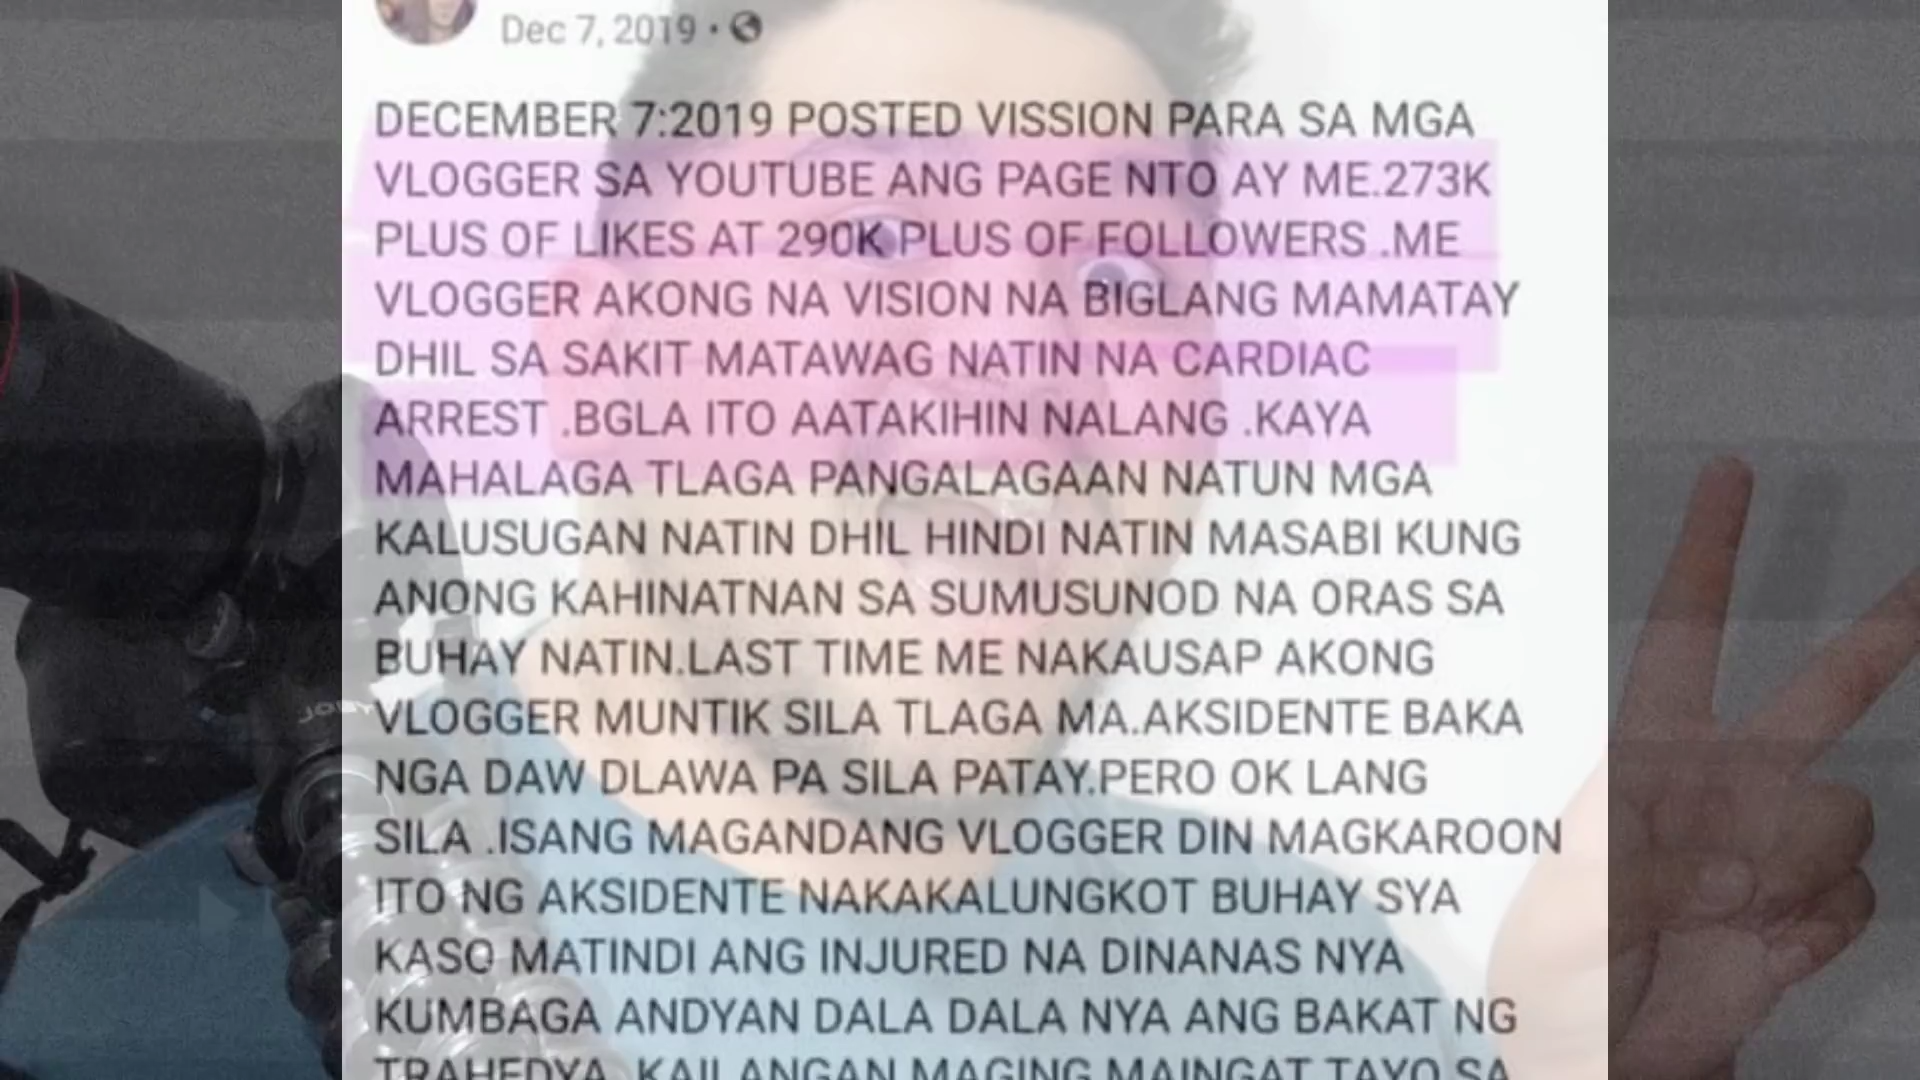 Dec 7, 2019 ·
DECEMBER 7:2019 POSTED VISSION PARA SA MGA
VLOGGER SA YOUTUBE ANG PAGE NTO AY ME.273K
PLUS OF LIKES AT 290K PLUS OF FOLLOWERS .ME
VLOGGER AKONG NA VISION NA BIGLANG MAMATAY
DHIL SA SAKIT MATAWAG NATIN NA CARDIAC
ARREST .BGLA ITO AATAKIHIN NALANG .KAYA
MAHALAGA TLAGA PANGALAGAAN NATUN MGA
KALUSUGAN NATIN DHIL HINDI NATIN MASABI KUNG
ANONG KAHINATNAN SA SUMUSUNOD NA ORAS SA
BUHAY NATIN.LAST TIME ME NAKAUSAP AKONG
VLOGGER MUNTIK SILA TLAGA MA..AKSIDENTE BAKA
NGA DAW DLAWA PA SILA PATAY.PERO OK LANG
SILA .ISANG MAGANDANG VLOGGER DIN MAGKAROON
ITO NG AKSIDENTE NAKAKALUNGKOT BUHAY SYA
KASO MATINDI ANG INJURED NA DINANAS NYA
KUMBAGA ANDYAN DALA DALA NYA ANG BAKAT NG
TRAHEDYA. KAILANGAN MAGING MAINGAT TAYO SA
JOBY